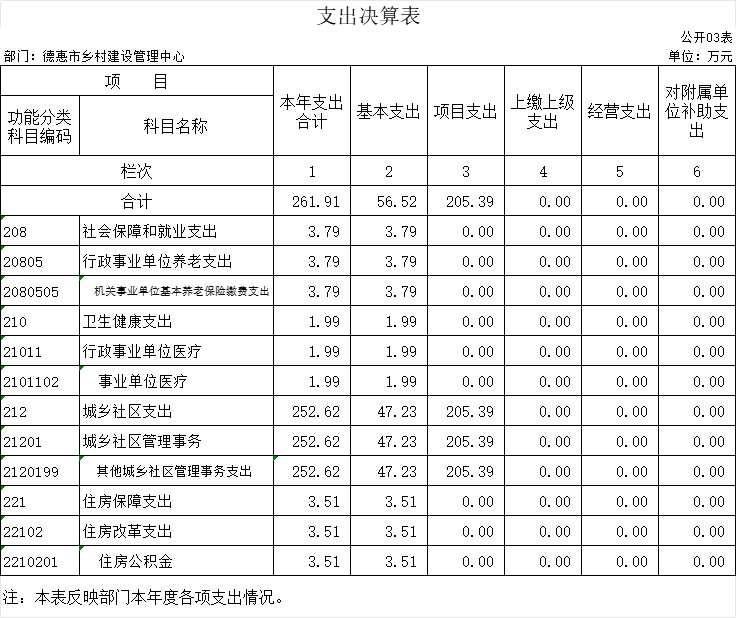 支出决算表
公开03表
部门：德惠市乡村建设管理中心 单位：万元
项 目 本年支出合计 基本支出 项目支出 上缴上级支出 经营支出 对附属单位补助支出
功能分类科目编码 科目名称
栏次 1 2 3 4 5 6
合计 261.91 56.52 205.39 0.00 0.00 0.00
208 社会保障和就业支出 3.79 3.79 0.00 0.00 0.00 0.00
20805 行政事业单位养老支出 3.79 3.79 0.00 0.00 0.00 0.00
2080505 机关事业单位基本养老保险缴费支出 3.79 3.79 0.00 0.00 0.00 0.00
210 卫生健康支出 1.99 1.99 0.00 0.00 0.00 0.00
21011 行政事业单位医疗 1.99 1.99 0.00 0.00 0.00 0.00
2101102 事业单位医疗 1.99 1.99 0.00 0.00 0.00 0.00
212 城乡社区支出 252.62 47.23 205.39 0.00 0.00 0.00
21201 城乡社区管理事务 252.62 47.23 205.39 0.00 0.00 0.00
2120199 其他城乡社区管理事务支出 252.62 47.23 205.39 0.00 0.00 0.00
221 住房保障支出 3.51 3.51 0.00 0.00 0.00 0.00
22102 住房改革支出 3.51 3.51 0.00 0.00 0.00 0.00
2210201 住房公积金 3.51 3.51 0.00 0.00 0.00 0.00
注：本表反映部门本年度各项支出情况。